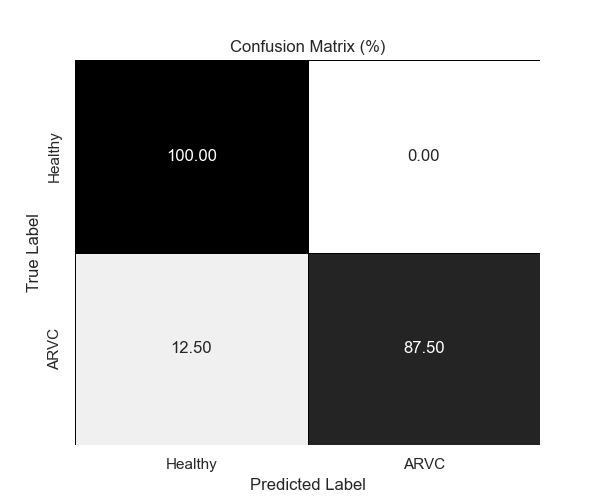 Confusion Matrix (%)
True Label
Healthy
100.00
0.00
ARVC
12.50
87.50
Healthy
ARVC
Predicted Label